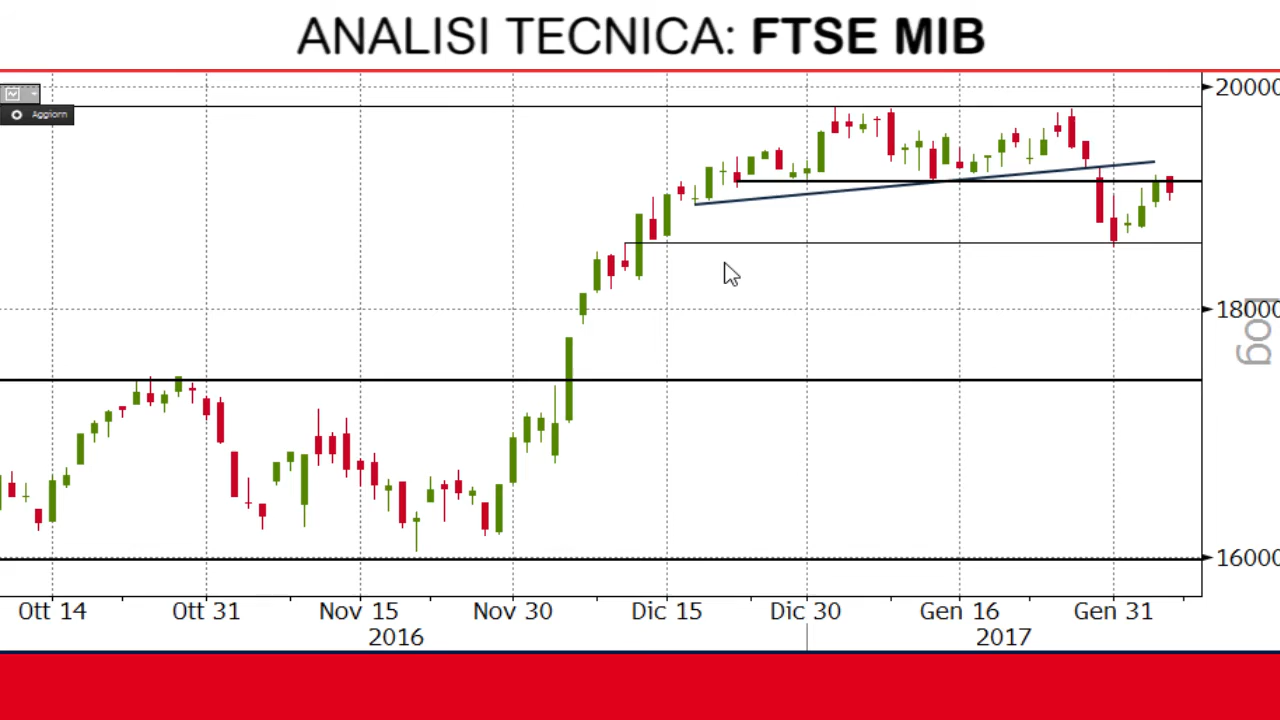 ANALISI TECNICA: FTSE MIB
20000
Aggiorn
18000
log
16000
Ott 14 Ott 31 Nov 15 Nov 30 Dic 15 Dic 30 Gen 16 Gen 31
2016 2017